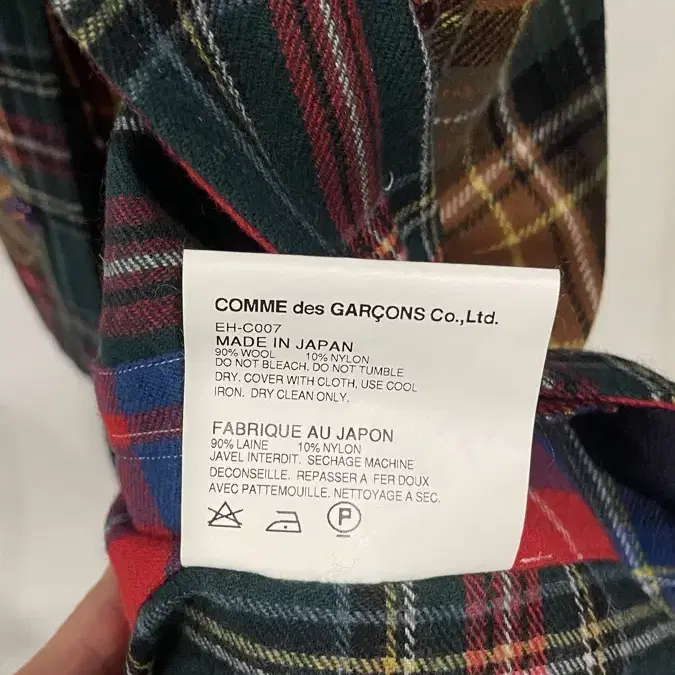 COMME des GARÇONS Co.,Ltd.
EH-C007
MADE IN JAPAN
90% WOOL 10% NYLON
DO NOT BLEACH. DO NOT TUMBLE
DRY. COVER WITH CLOTH, USE COOL
IRON. DRY CLEAN ONLY.
FABRIQUE AU JAPON
90% LAINE 10% NYLON
JAVEL INTERDIT. SECHAGE MACHINE
DECONSEILLE. REPASSER A FER DOUX
AVEC PATTEMOUILLE. NETTOYAGE A SEC.
P